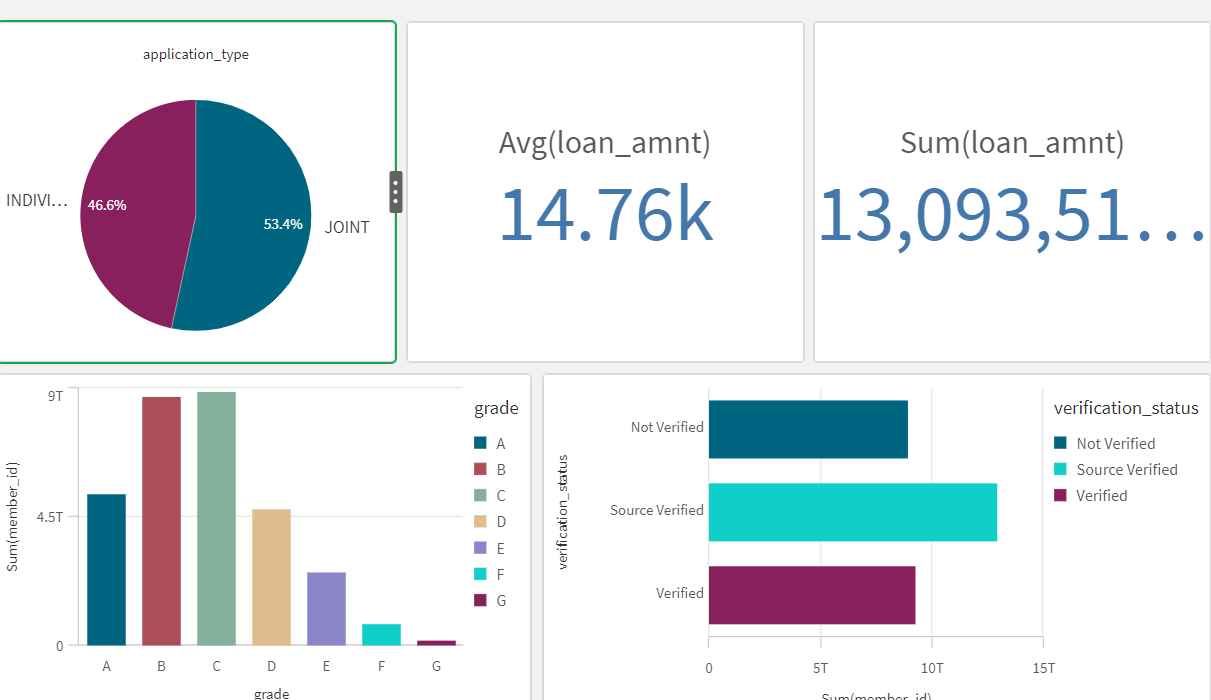 application_type
INDIVI...
46.6%
53.4%
JOINT
Avg(loan_amnt)
14.76k
Sum(loan_amnt)
13,093,51...
9T
4.5T
0
Sum(member_id)
A B C D E F G
grade
grade
A
B
C
D
E
F
G
verification_status
Not Verified
Source Verified
Verified
0 5T 10T 15T
Sum(member_id)
verification_status
Not Verified
Source Verified
Verified